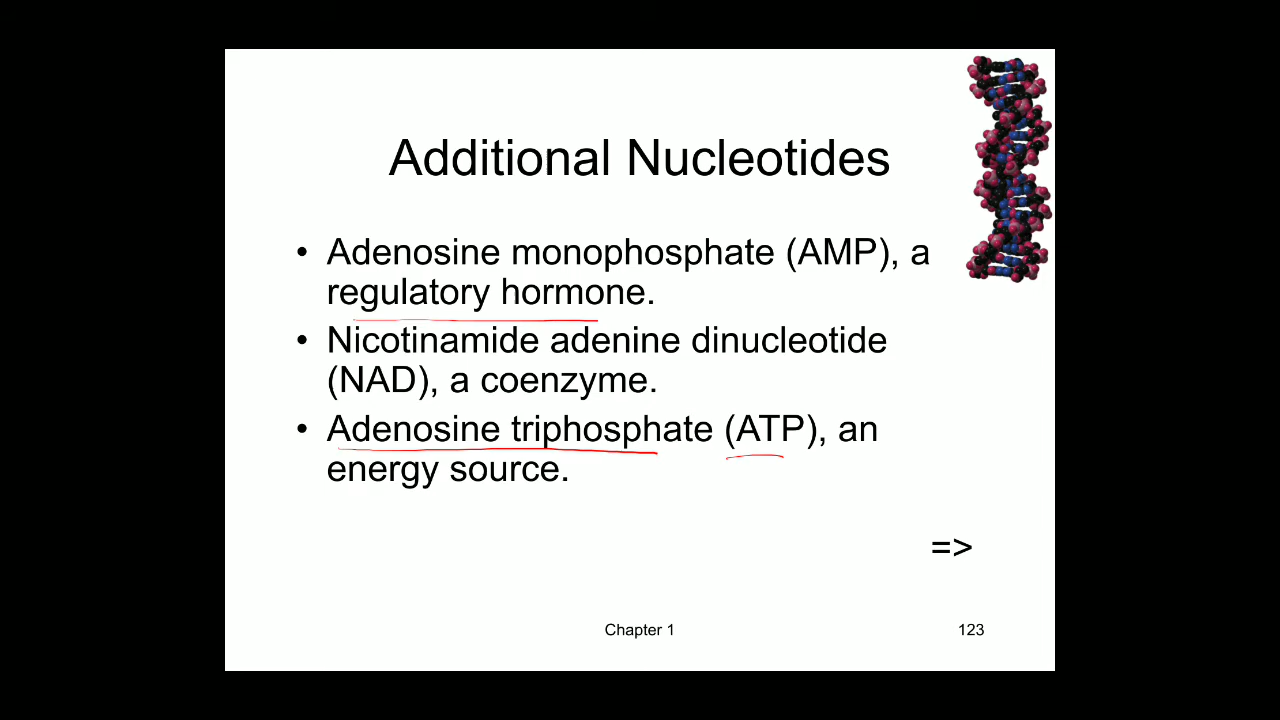 Additional Nucleotides
• Adenosine monophosphate (AMP), a
regulatory hormone.
• Nicotinamide adenine dinucleotide
(NAD), a coenzyme.
• Adenosine triphosphate (ATP), an
energy source.
=>
Chapter 1
123